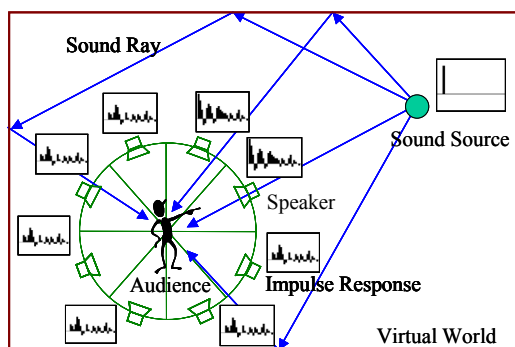 Sound Ray
Sound Source
Speaker
Audience
Impulse Response
Virtual World